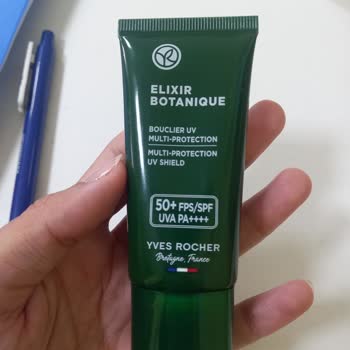 ELIXIR
BOTANIQUE
BOUCLIER UV
MULTI-PROTECTION
MULTI-PROTECTION
UV SHIELD
50+ FPS/SPF
UVA PA++++
YVES ROCHER
Bretagne, France